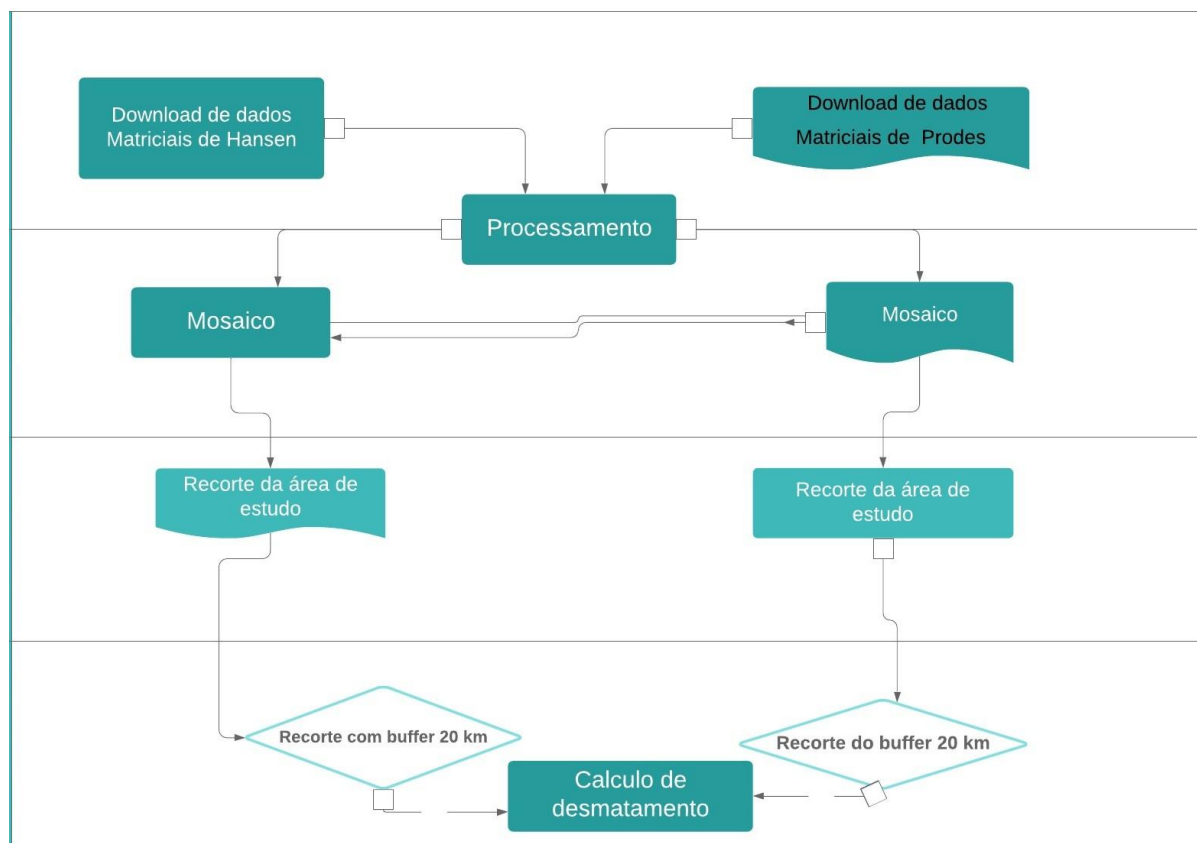 Download de dados
Matriciais de Hansen
Download de dados
Matriciais de Prodes
Processamento
Mosaico
Mosaico
Recorte da área de
estudo
Recorte da área de
estudo
Recorte com buffer 20 km
Recorte do buffer 20 km
Calculo de
desmatamento